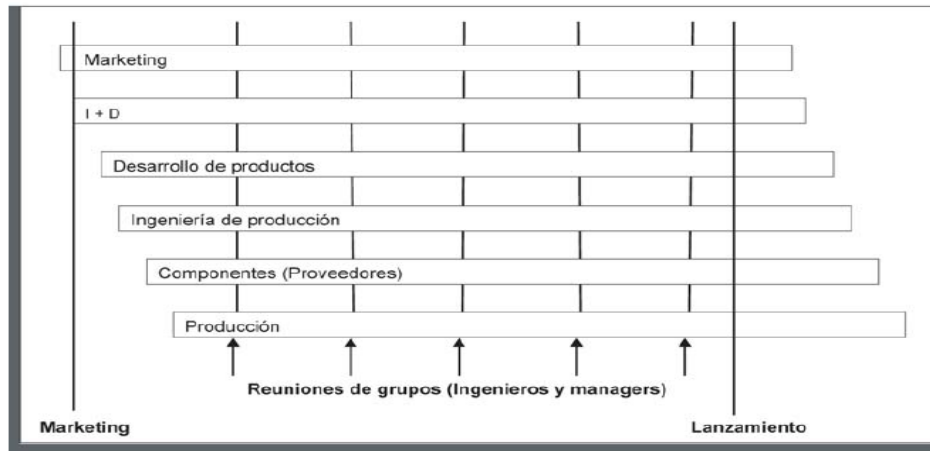 Marketing
I + D
Desarrollo de productos
Ingeniería de producción
Componentes (Proveedores)
Producción
Reuniones de grupos (Ingenieros y managers)
Marketing
Lanzamiento